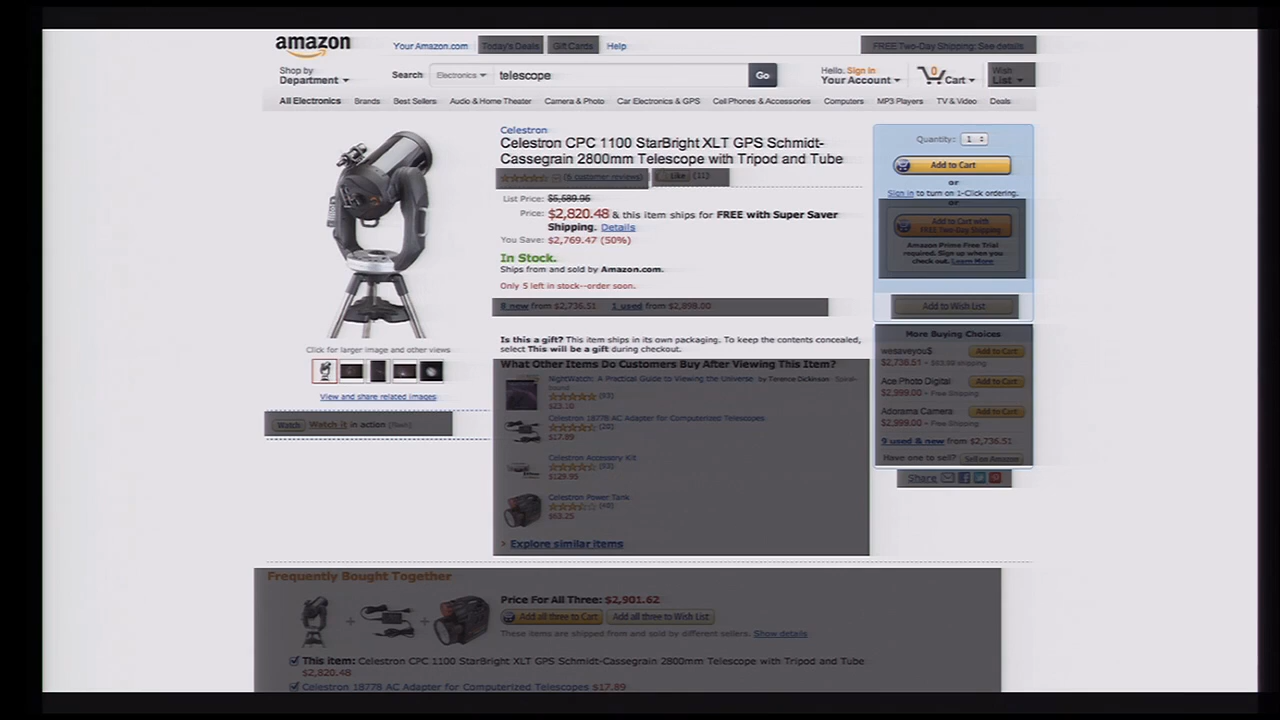 amazon
Your Amazon.com Today's Deals Gift Cards Help
FREE Two-Day Shipping: See details
Shop by
Department
Search Electronics telescope Go
Hello. Sign in
Your Account
0
Cart
Wish
List
All Electronics Brands Best Sellers Audio & Home Theater Camera & Photo Car Electronics & GPS Cell Phones & Accessories Computers MP3 Players TV & Video Deals
Celestron
Celestron CPC 1100 StarBright XLT GPS Schmidt-
Cassegrain 2800mm Telescope with Tripod and Tube
(6 customer reviews) Like (11)
List Price: $5,589.95
Price: $2,820.48 & this item ships for FREE with Super Saver
Shipping. Details
You Save: $2,769.47 (50%)
In Stock.
Ships from and sold by Amazon.com.
Only 5 left in stock--order soon.
8 new from $2,736.51 1 used from $2,898.00
Is this a gift? This item ships in its own packaging. To keep the contents concealed,
select This will be a gift during checkout.
Click for larger image and other views
View and share related images
Watch Watch it in action (flash)
Quantity: 1
Add to Cart
or
Sign in to turn on 1-Click ordering.
or
Add to Cart with
FREE Two-Day Shipping
Amazon Prime Free Trial
required. Sign up when you
check out. Learn More
Add to Wish List
More Buying Choices
wesaveyou$ Add to Cart
$2,736.51 shipping
Ace Photo Digital Add to Cart
$2,999.00 + Free Shipping
Adorama Camera Add to Cart
$2,999.00 + Free Shipping
9 used & new from $2,736.51
Have one to sell? Sell on Amazon
Share
What Other Items Do Customers Buy After Viewing This Item?
NightWatch: A Practical Guide to Viewing the Universe by Terence Dickinson Spiral-
bound
(93)
$23.10
Celestron 18778 AC Adapter for Computerized Telescopes
(20)
$17.89
Celestron Accessory Kit
(93)
$129.95
Celestron Power Tank
(40)
$63.25
› Explore similar items
Frequently Bought Together
+ +
Price For All Three: $2,901.62
Add all three to Cart Add all three to Wish List
These items are shipped from and sold by different sellers. Show details
This item: Celestron CPC 1100 StarBright XLT GPS Schmidt-Cassegrain 2800mm Telescope with Tripod and Tube
$2,820.48
Celestron 18778 AC Adapter for Computerized Telescopes $17.89